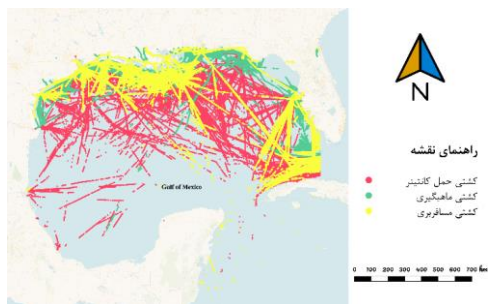 N
راهنمای نقشه
کشتی حمل کانتینر
کشتی ماهیگیری
کشتی مسافربری
Gulf of Mexico
0 100 200 300 400 500 600 700 Km